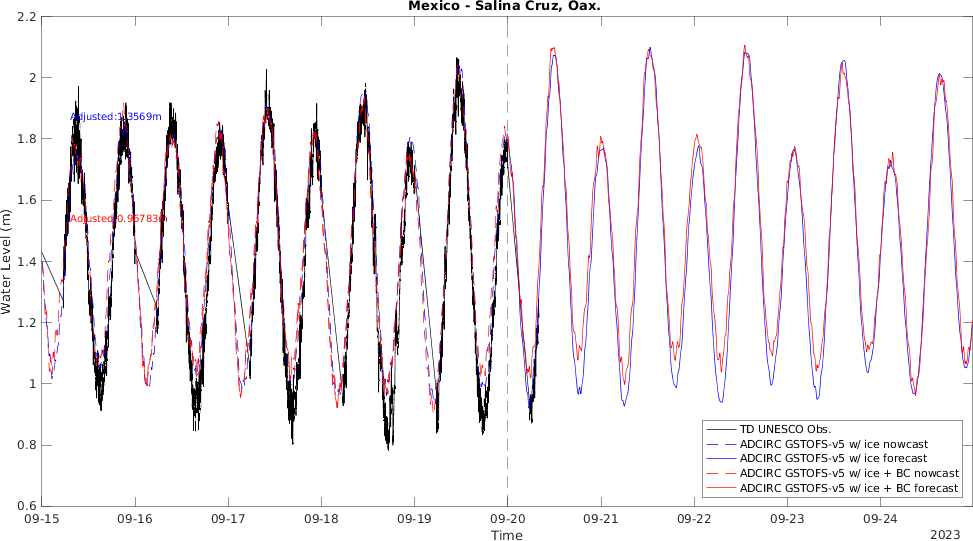 Mexico - Salina Cruz, Oax.
2.2
2
1.8
1.6
1.4
1.2
1
0.8
0.6
Water Level (m)
Adjusted:1.3569m
Adjusted:0.96783m
TD UNESCO Obs.
ADCIRC GSTOFS-v5 w/ ice nowcast
ADCIRC GSTOFS-v5 w/ ice forecast
ADCIRC GSTOFS-v5 w/ ice + BC nowcast
ADCIRC GSTOFS-v5 w/ ice + BC forecast
09-15 09-16 09-17 09-18 09-19 09-20 09-21 09-22 09-23 09-24
Time
2023